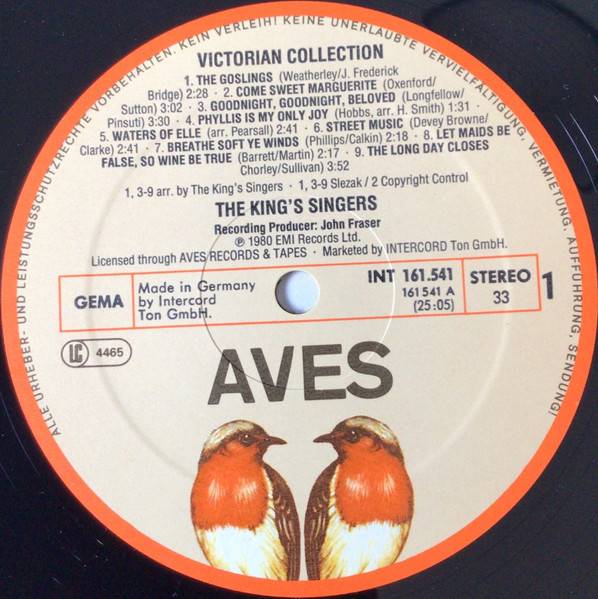 ALLE URHEBER- UND LEISTUNGSSCHUTZRECHTE VORBEHALTEN. KEIN VERLEIH! KEINE UNERLAUBTE VERVIELFÄLTIGUNG, VERMIETUNG, AUFFÜHRUNG, SENDUNG!
VICTORIAN COLLECTION
1. THE GOSLINGS (Weatherley/J. Frederick
Bridge) 2:28 · 2. COME SWEET MARGUERITE (Oxenford/
Sutton) 3:02 · 3. GOODNIGHT, GOODNIGHT, BELOVED (Longfellow/
Pinsuti) 3:30 · 4. PHYLLIS IS MY ONLY JOY (Hobbs, arr. H. Smith) 1:31 ·
5. WATERS OF ELLE (arr. Pearsall) 2:41 · 6. STREET MUSIC (Devey Browne/
Clarke) 2:41 · 7. BREATHE SOFT YE WINDS (Phillips/Calkin) 2:18 · 8. LET MAIDS BE
FALSE, SO WINE BE TRUE (Barrett/Martin) 2:17 · 9. THE LONG DAY CLOSES
Chorley/Sullivan) 3:52
1, 3-9 arr. by The King's Singers · 1, 3-9 Slezak / 2 Copyright Control
THE KING'S SINGERS
Recording Producer: John Fraser
℗ 1980 EMI Records Ltd.
Licensed through AVES RECORDS & TAPES · Marketed by INTERCORD Ton GmbH.
GEMA
Made in Germany
by Intercord
Ton GmbH.
INT 161.541
161 541 A
(25:05)
STEREO
33
1
LC 4465
AVES